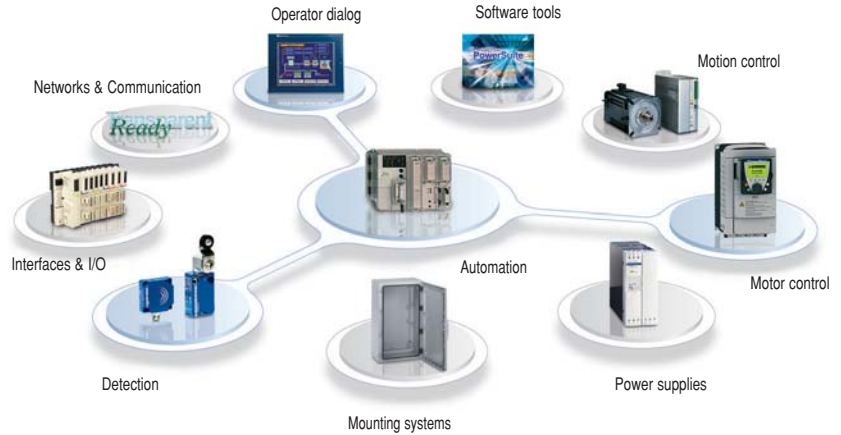 Operator dialog
Software tools
Motion control
Networks & Communication
PowerSuite
Transparent
Ready
Interfaces & I/O
Automation
Motor control
Detection
Power supplies
Mounting systems